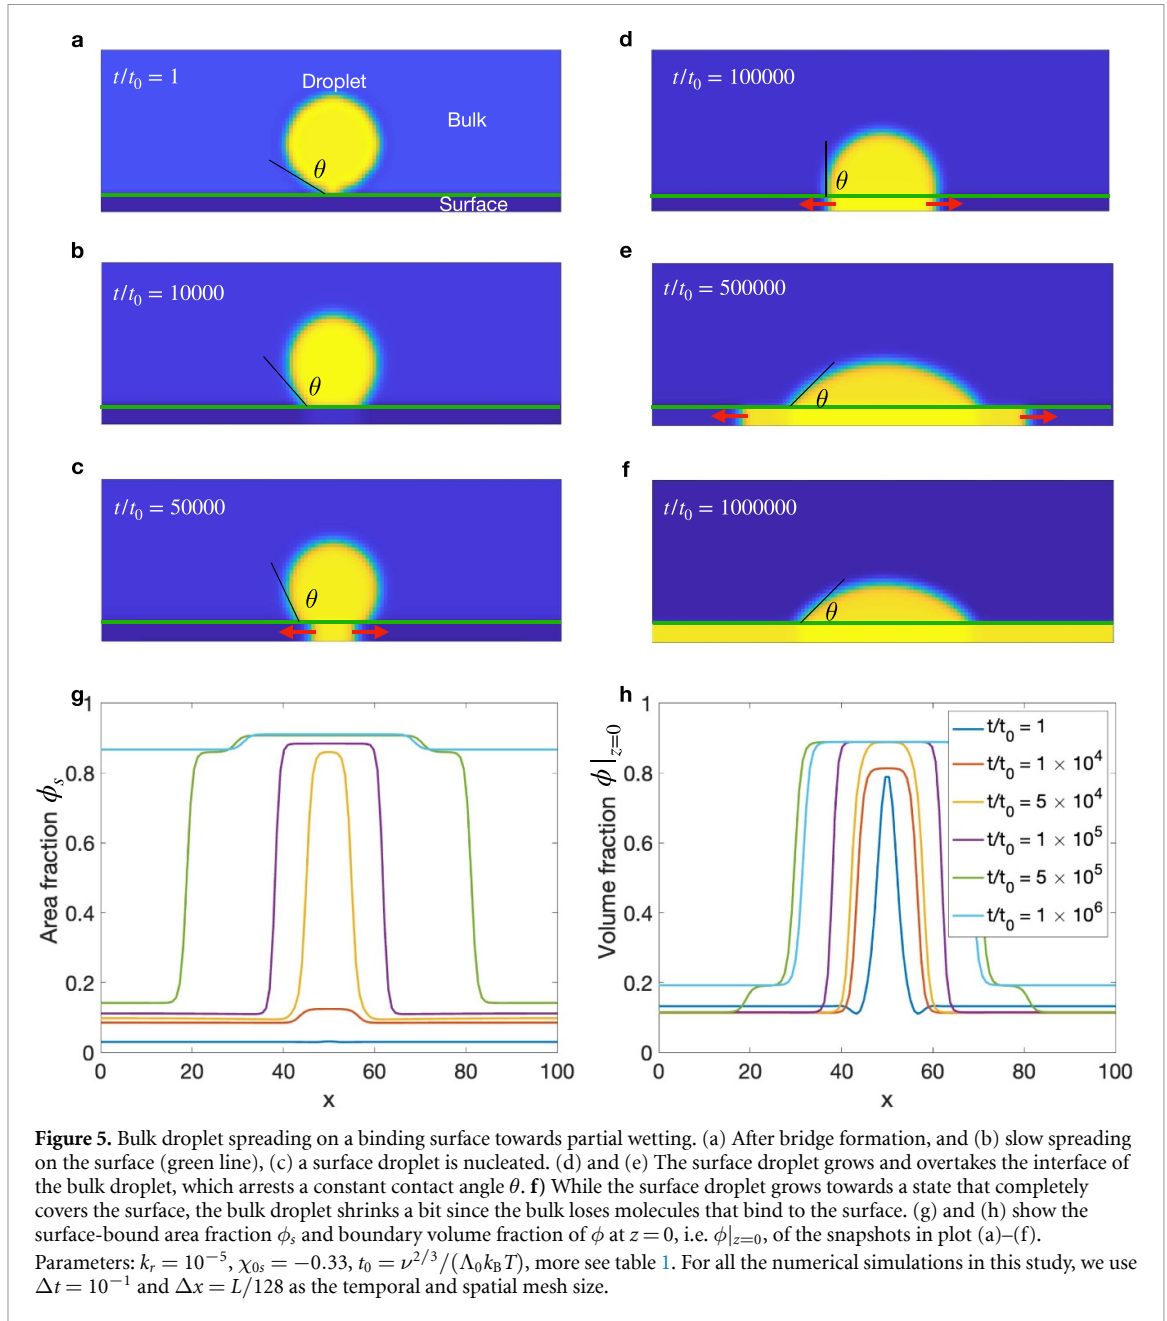 a
t/t0 = 1
Droplet
Bulk
θ
Surface
b
t/t0 = 10000
θ
c
t/t0 = 50000
θ
d
t/t0 = 100000
θ
e
t/t0 = 500000
θ
f
t/t0 = 1000000
θ
g
1
0.8
0.6
0.4
0.2
0
Area fraction ϕs
0 20 40 60 80 100
x
h
1
0.8
0.6
0.4
0.2
0
Volume fraction ϕ|z=0
t/t0 = 1
t/t0 = 1 × 10^4
t/t0 = 5 × 10^4
t/t0 = 1 × 10^5
t/t0 = 5 × 10^5
t/t0 = 1 × 10^6
0 20 40 60 80 100
x
Figure 5. Bulk droplet spreading on a binding surface towards partial wetting. (a) After bridge formation, and (b) slow spreading
on the surface (green line), (c) a surface droplet is nucleated. (d) and (e) The surface droplet grows and overtakes the interface of
the bulk droplet, which arrests a constant contact angle θ. f) While the surface droplet grows towards a state that completely
covers the surface, the bulk droplet shrinks a bit since the bulk loses molecules that bind to the surface. (g) and (h) show the
surface-bound area fraction ϕs and boundary volume fraction of ϕ at z = 0, i.e. ϕ|z=0, of the snapshots in plot (a)–(f).
Parameters: kr = 10^−5, χ0s = −0.33, t0 = ν^2/3/(Λ0kBT), more see table 1. For all the numerical simulations in this study, we use
Δt = 10^−1 and Δx = L/128 as the temporal and spatial mesh size.